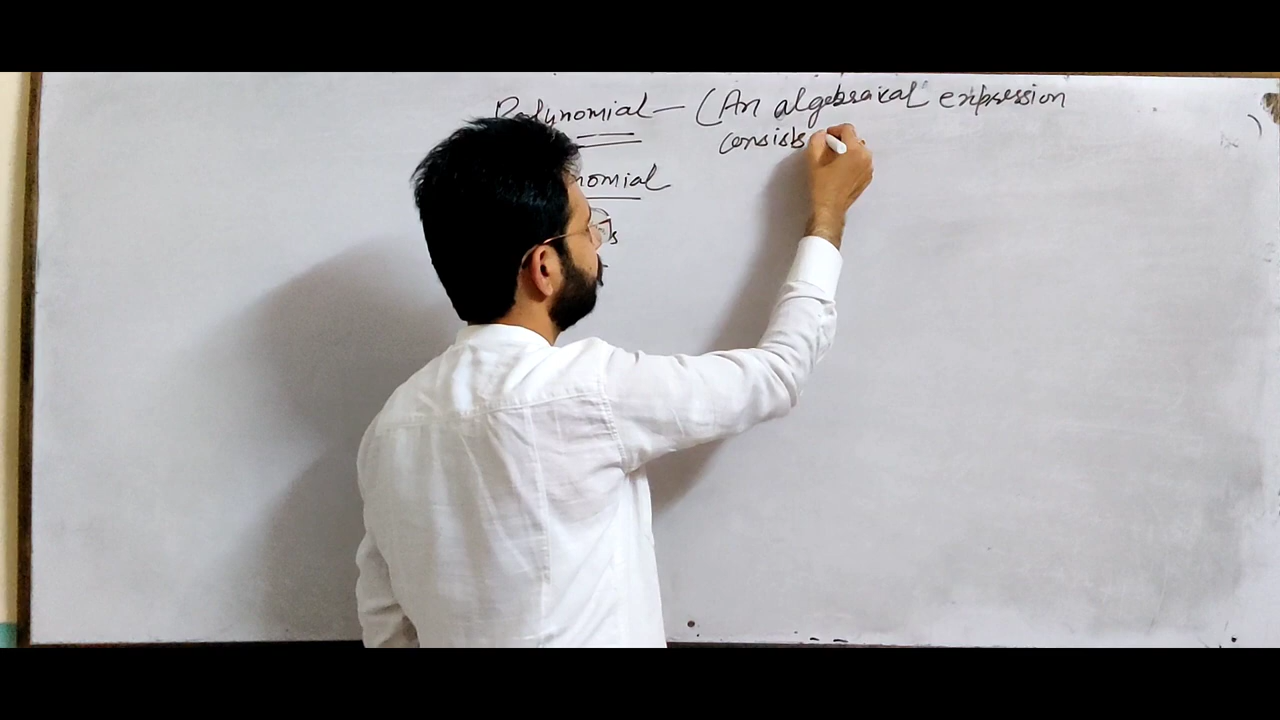 Polynomial — (An algebraical expression
consists
nomial
s
)